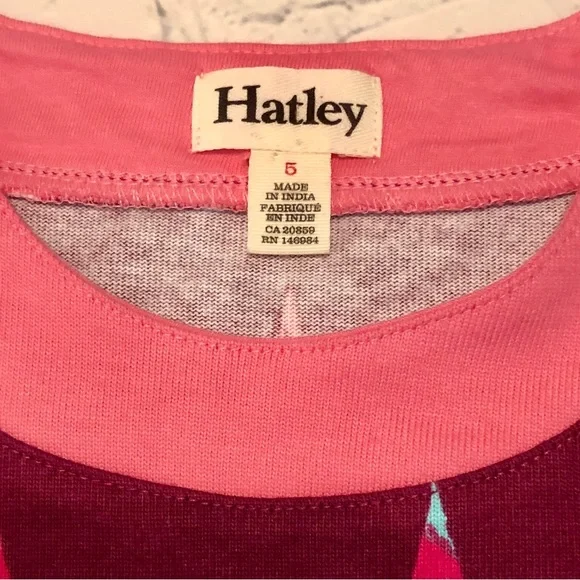 Hatley
5
MADE
IN INDIA
FABRIQUÉ
EN INDE
CA 20859
RN 146984